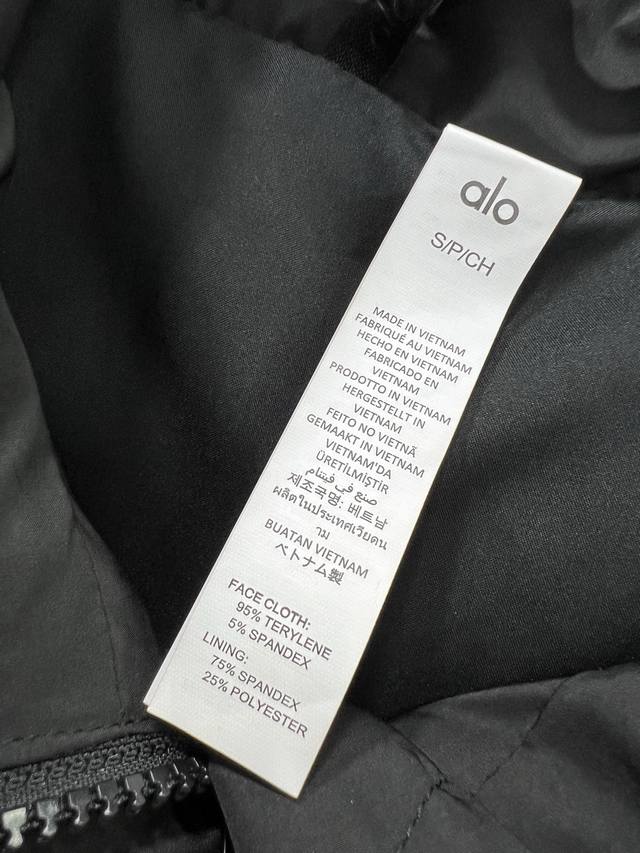 alo
S/P/CH
MADE IN VIETNAM
FABRIQUÉ AU VIETNAM
HECHO EN VIETNAM
FABRICADO EN
VIETNAM
PRODOTTO IN VIETNAM
HERGESTELLT IN
VIETNAM
FEITO NO VIETNÃ
GEMAAKT IN VIETNAM
VIETNAM'DA
ÜRETİLMİŞTİR
صنع في فيتنام
제조국명: 베트남
ผลิตในประเทศเวียดน
าม
BUATAN VIETNAM
ベトナム製
FACE CLOTH:
95% TERYLENE
5% SPANDEX
LINING:
75% SPANDEX
25% POLYESTER